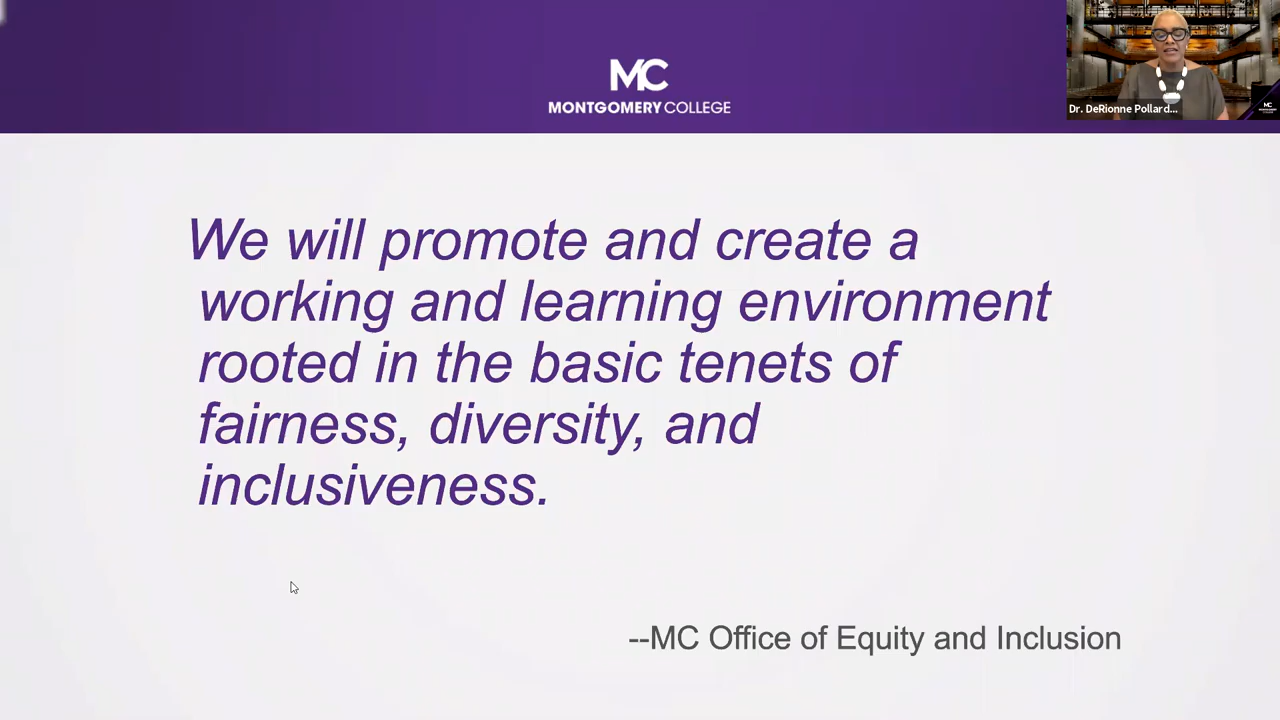 MC
MONTGOMERY COLLEGE
Dr. DeRionne Pollard...
MC
We will promote and create a
working and learning environment
rooted in the basic tenets of
fairness, diversity, and
inclusiveness.
--MC Office of Equity and Inclusion